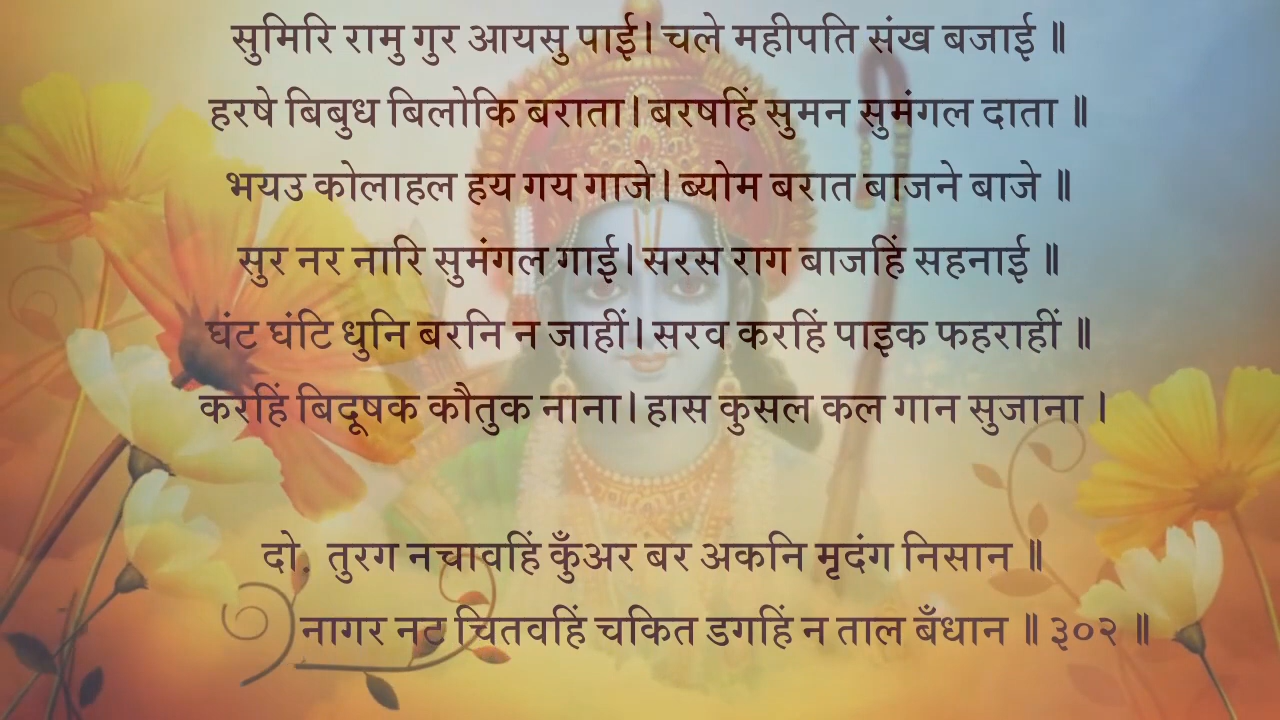 सुमिरि रामु गुर आयसु पाई। चले महीपति संख बजाई ॥
हरषे बिबुध बिलोकि बराता। बरषहिं सुमन सुमंगल दाता ॥
भयउ कोलाहल हय गय गाजे। ब्योम बरात बाजने बाजे ॥
सुर नर नारि सुमंगल गाई। सरस राग बाजहिं सहनाई ॥
घंट घंटि धुनि बरनि न जाहीं। सरव करहिं पाइक फहराहीं ॥
करहिं बिदूषक कौतुक नाना। हास कुसल कल गान सुजाना ।
दो. तुरग नचावहिं कुँअर बर अकनि मृदंग निसान ॥
नागर नट चितवहिं चकित डगहिं न ताल बँधान ॥ ३०२ ॥